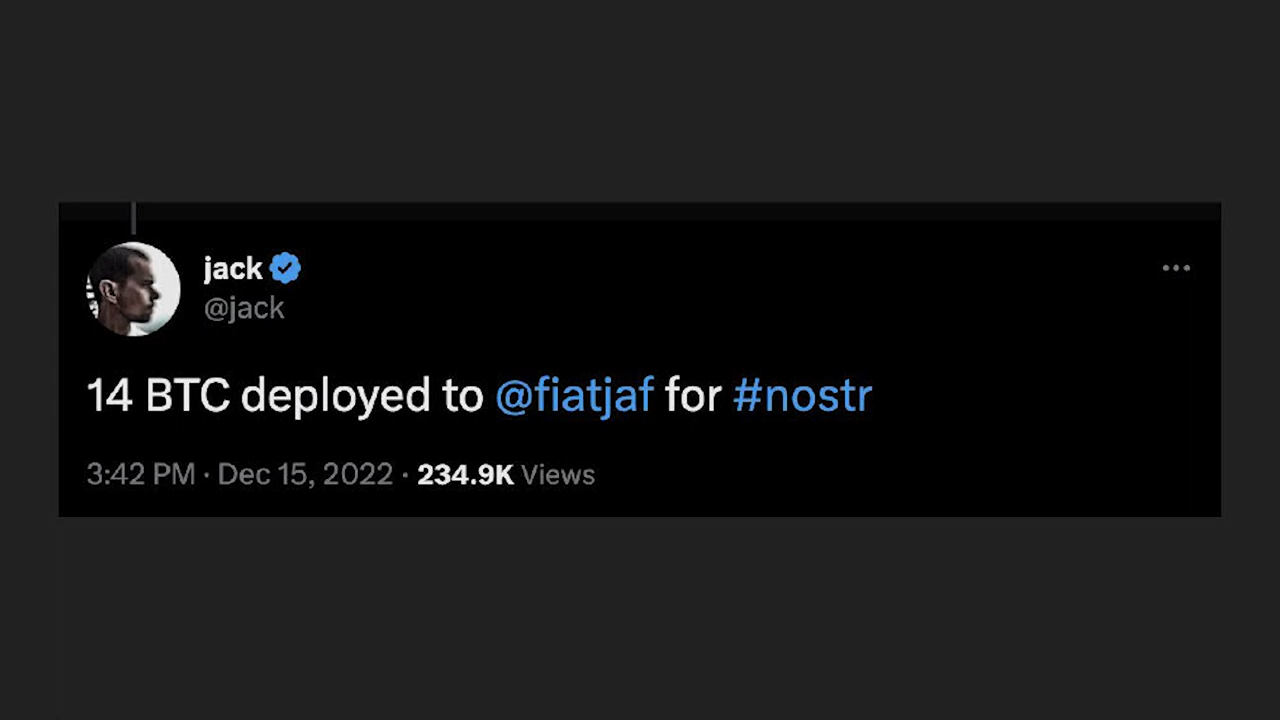 jack
@jack
14 BTC deployed to @fiatjaf for #nostr
3:42 PM · Dec 15, 2022 · 234.9K Views